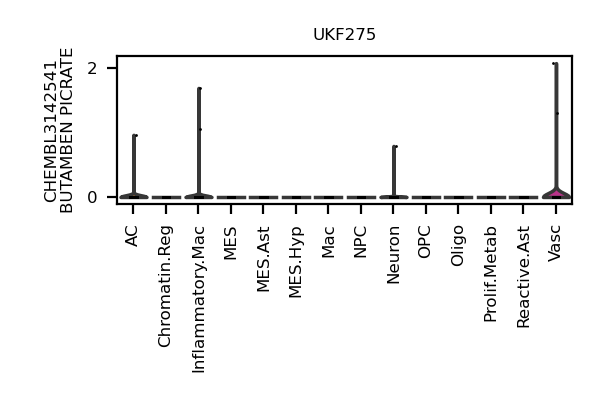 UKF275
CHEMBL3142541
BUTAMBEN PICRATE
2
0
AC
Chromatin.Reg
Inflammatory.Mac
MES
MES.Ast
MES.Hyp
Mac
NPC
Neuron
OPC
Oligo
Prolif.Metab
Reactive.Ast
Vasc